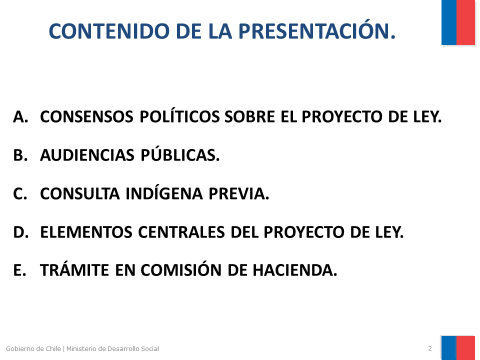 CONTENIDO DE LA PRESENTACIÓN.
A. CONSENSOS POLÍTICOS SOBRE EL PROYECTO DE LEY.
B. AUDIENCIAS PÚBLICAS.
C. CONSULTA INDÍGENA PREVIA.
D. ELEMENTOS CENTRALES DEL PROYECTO DE LEY.
E. TRÁMITE EN COMISIÓN DE HACIENDA.
Gobierno de Chile | Ministerio de Desarrollo Social
2